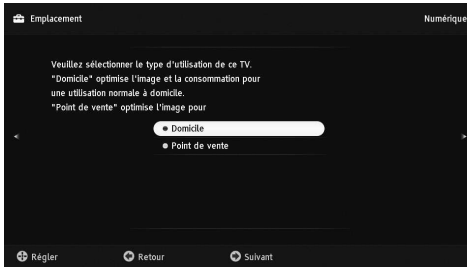 Emplacement
Numérique
Veuillez sélectionner le type d'utilisation de ce TV.
"Domicile" optimise l'image et la consommation pour
une utilisation normale à domicile.
"Point de vente" optimise l'image pour
Domicile
Point de vente
Régler
Retour
Suivant